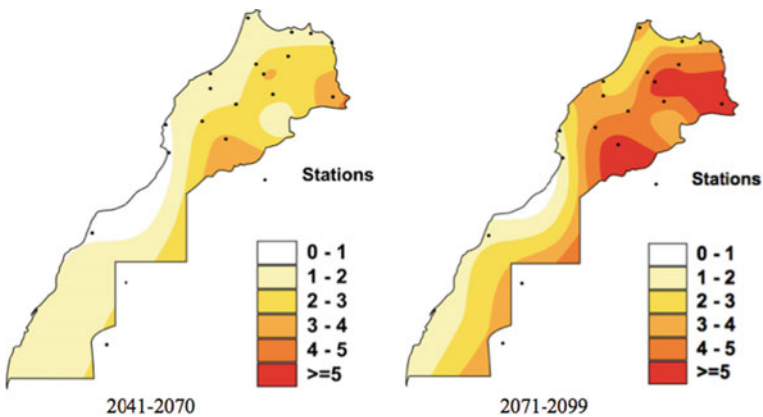 Stations
0 - 1
1 - 2
2 - 3
3 - 4
4 - 5
>=5
2041-2070
Stations
0 - 1
1 - 2
2 - 3
3 - 4
4 - 5
>=5
2071-2099